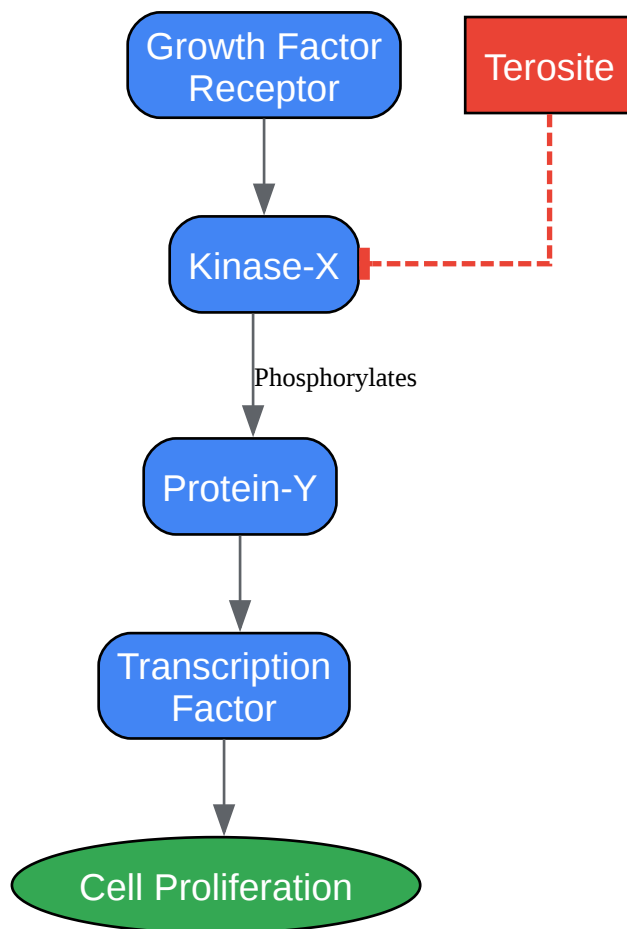 Growth Factor
Receptor
Terosite
Kinase-X
Phosphorylates
Protein-Y
Transcription
Factor
Cell Proliferation